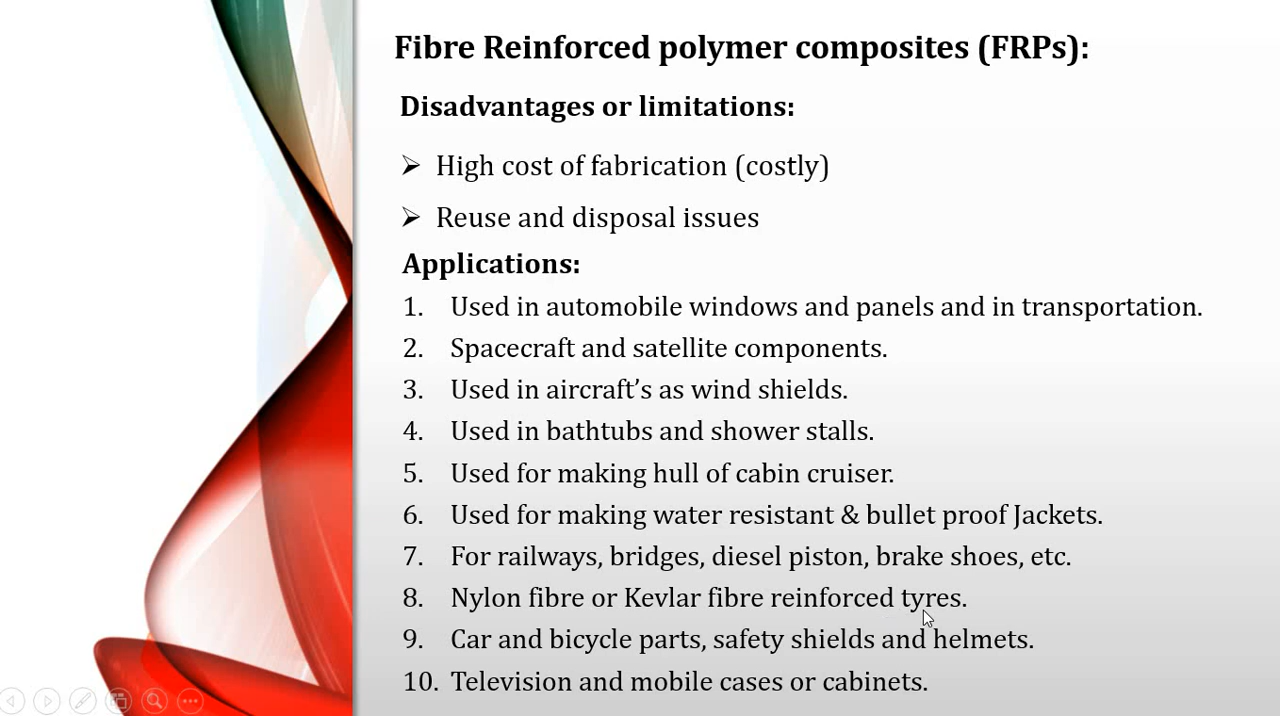 Fibre Reinforced polymer composites (FRPs):
Disadvantages or limitations:
➢ High cost of fabrication (costly)
➢ Reuse and disposal issues
Applications:
1. Used in automobile windows and panels and in transportation.
2. Spacecraft and satellite components.
3. Used in aircraft’s as wind shields.
4. Used in bathtubs and shower stalls.
5. Used for making hull of cabin cruiser.
6. Used for making water resistant & bullet proof Jackets.
7. For railways, bridges, diesel piston, brake shoes, etc.
8. Nylon fibre or Kevlar fibre reinforced tyres.
9. Car and bicycle parts, safety shields and helmets.
10. Television and mobile cases or cabinets.